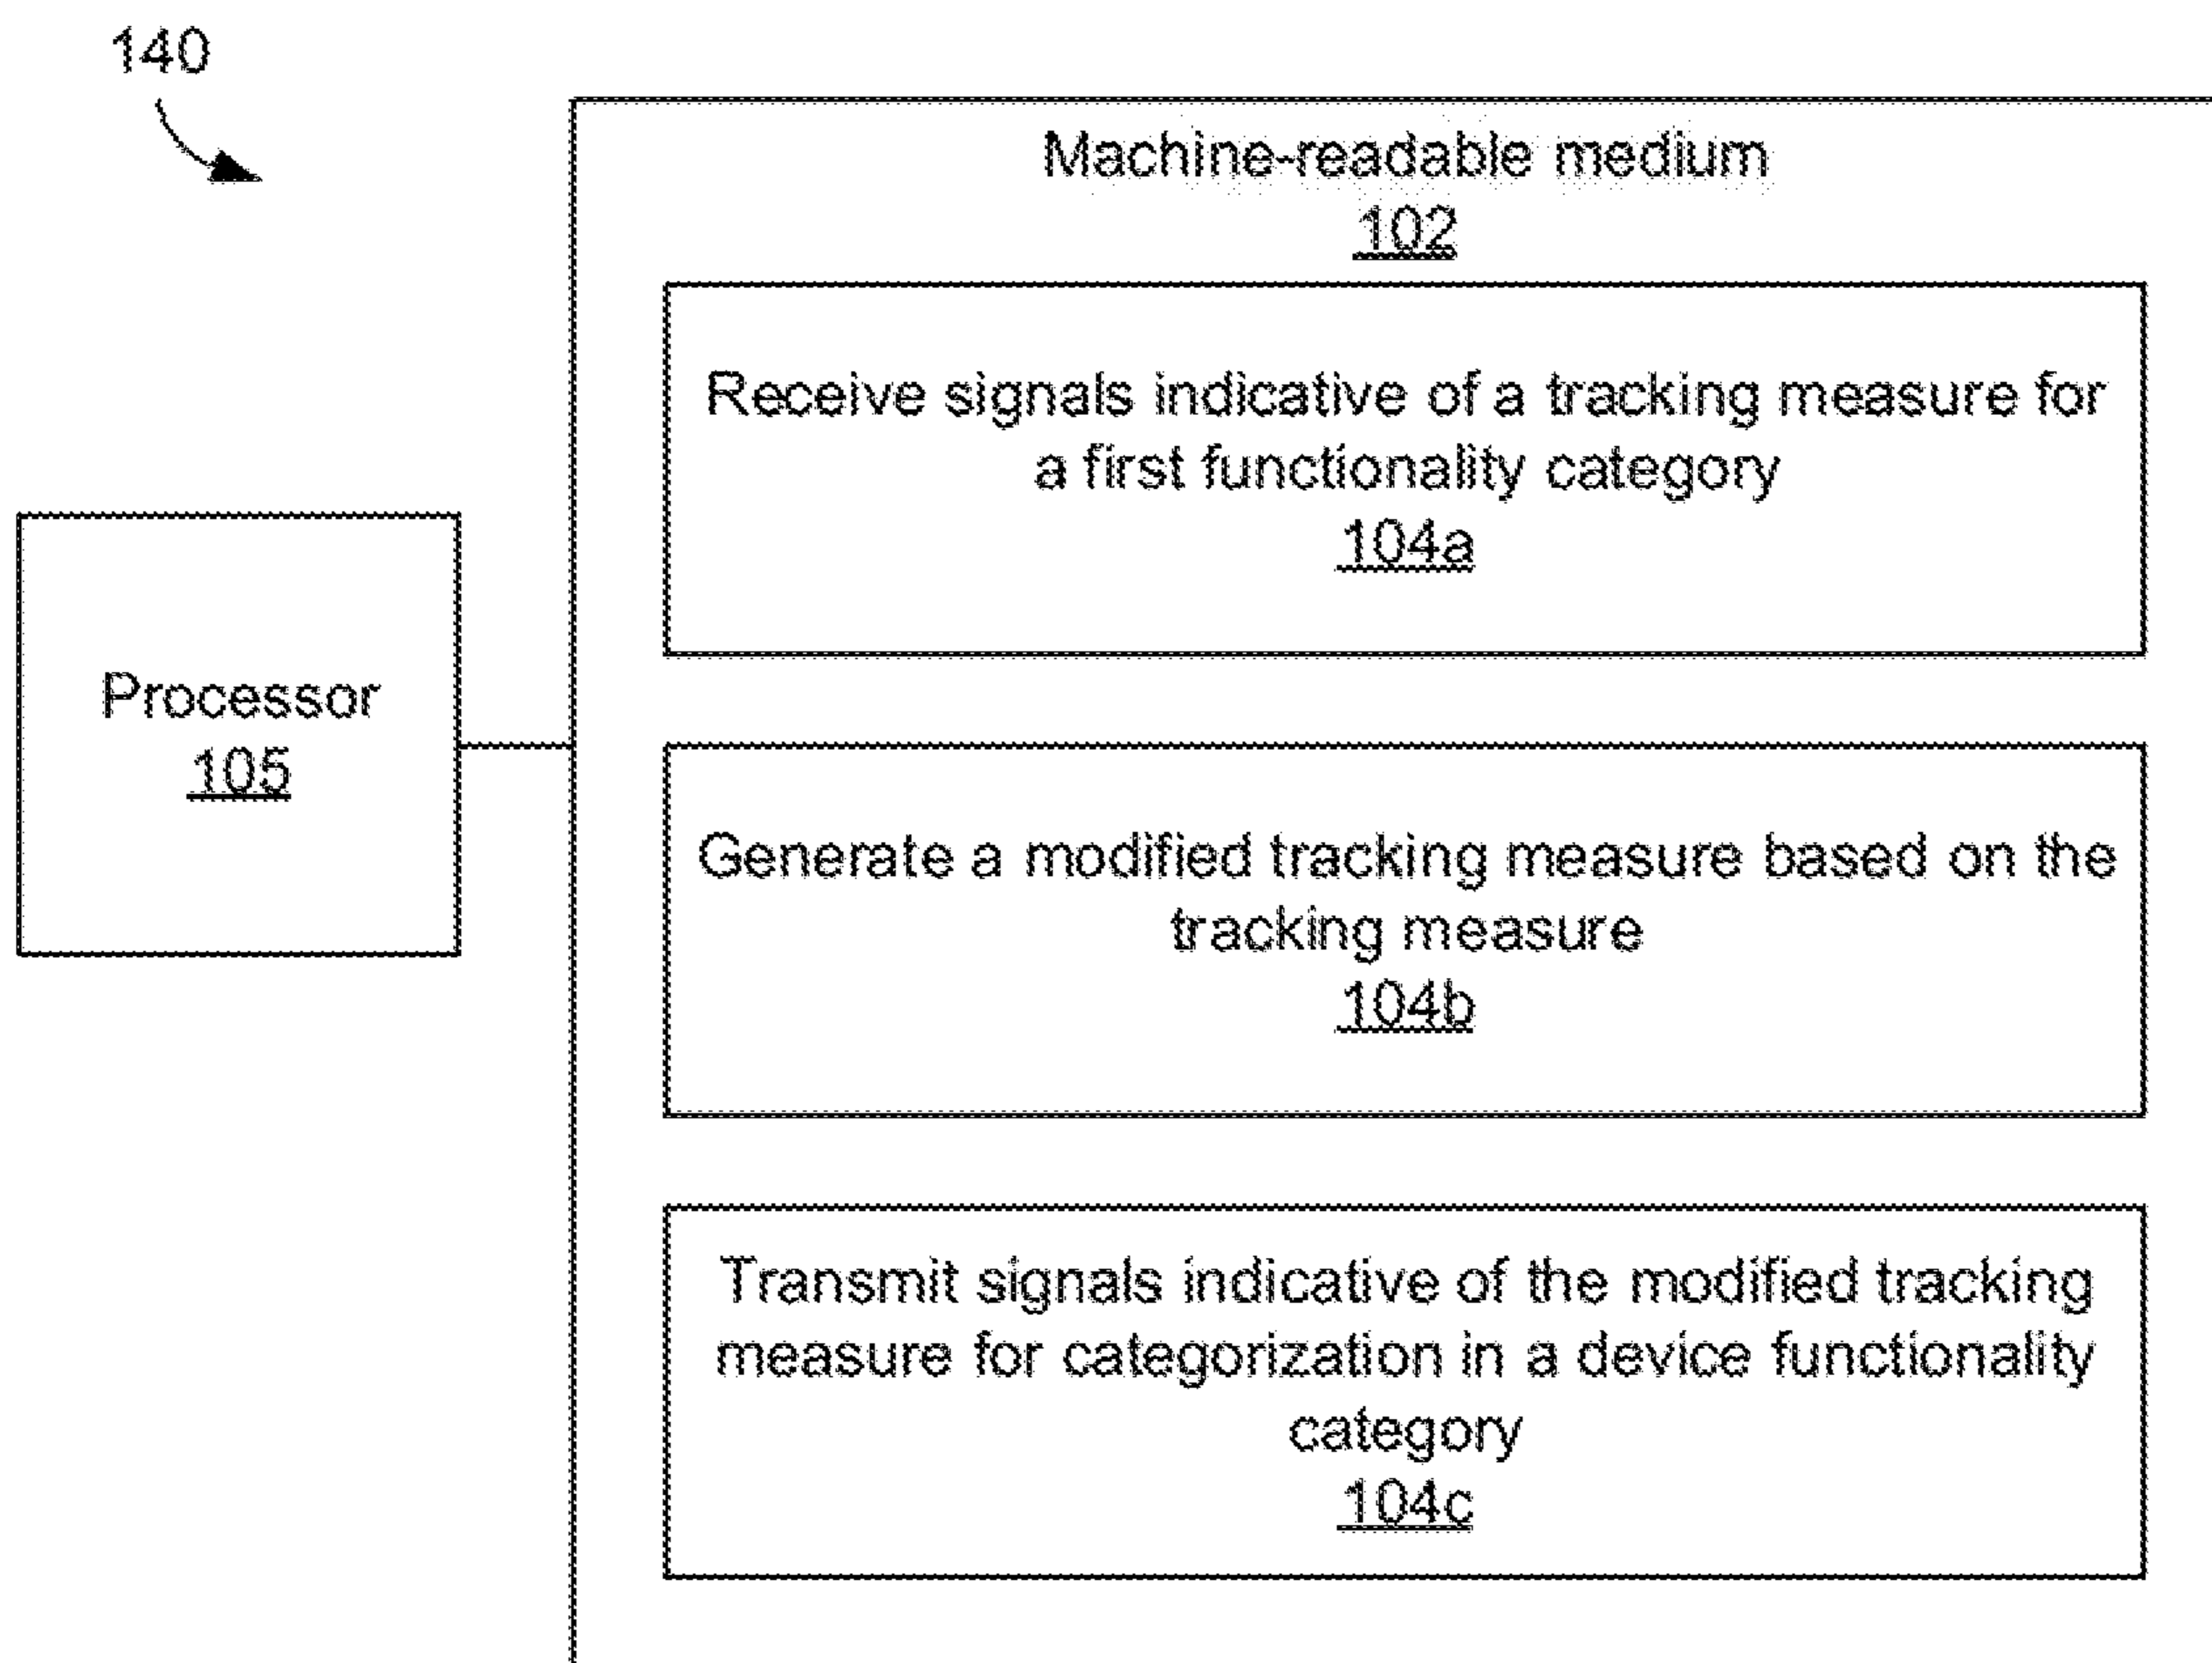 140
Machine-readable medium
102
Receive signals indicative of a tracking measure for
a first functionality category
104a
Processor
105
Generate a modified tracking measure based on the
tracking measure
104b
Transmit signals indicative of the modified tracking
measure for categorization in a device functionality
category
104c